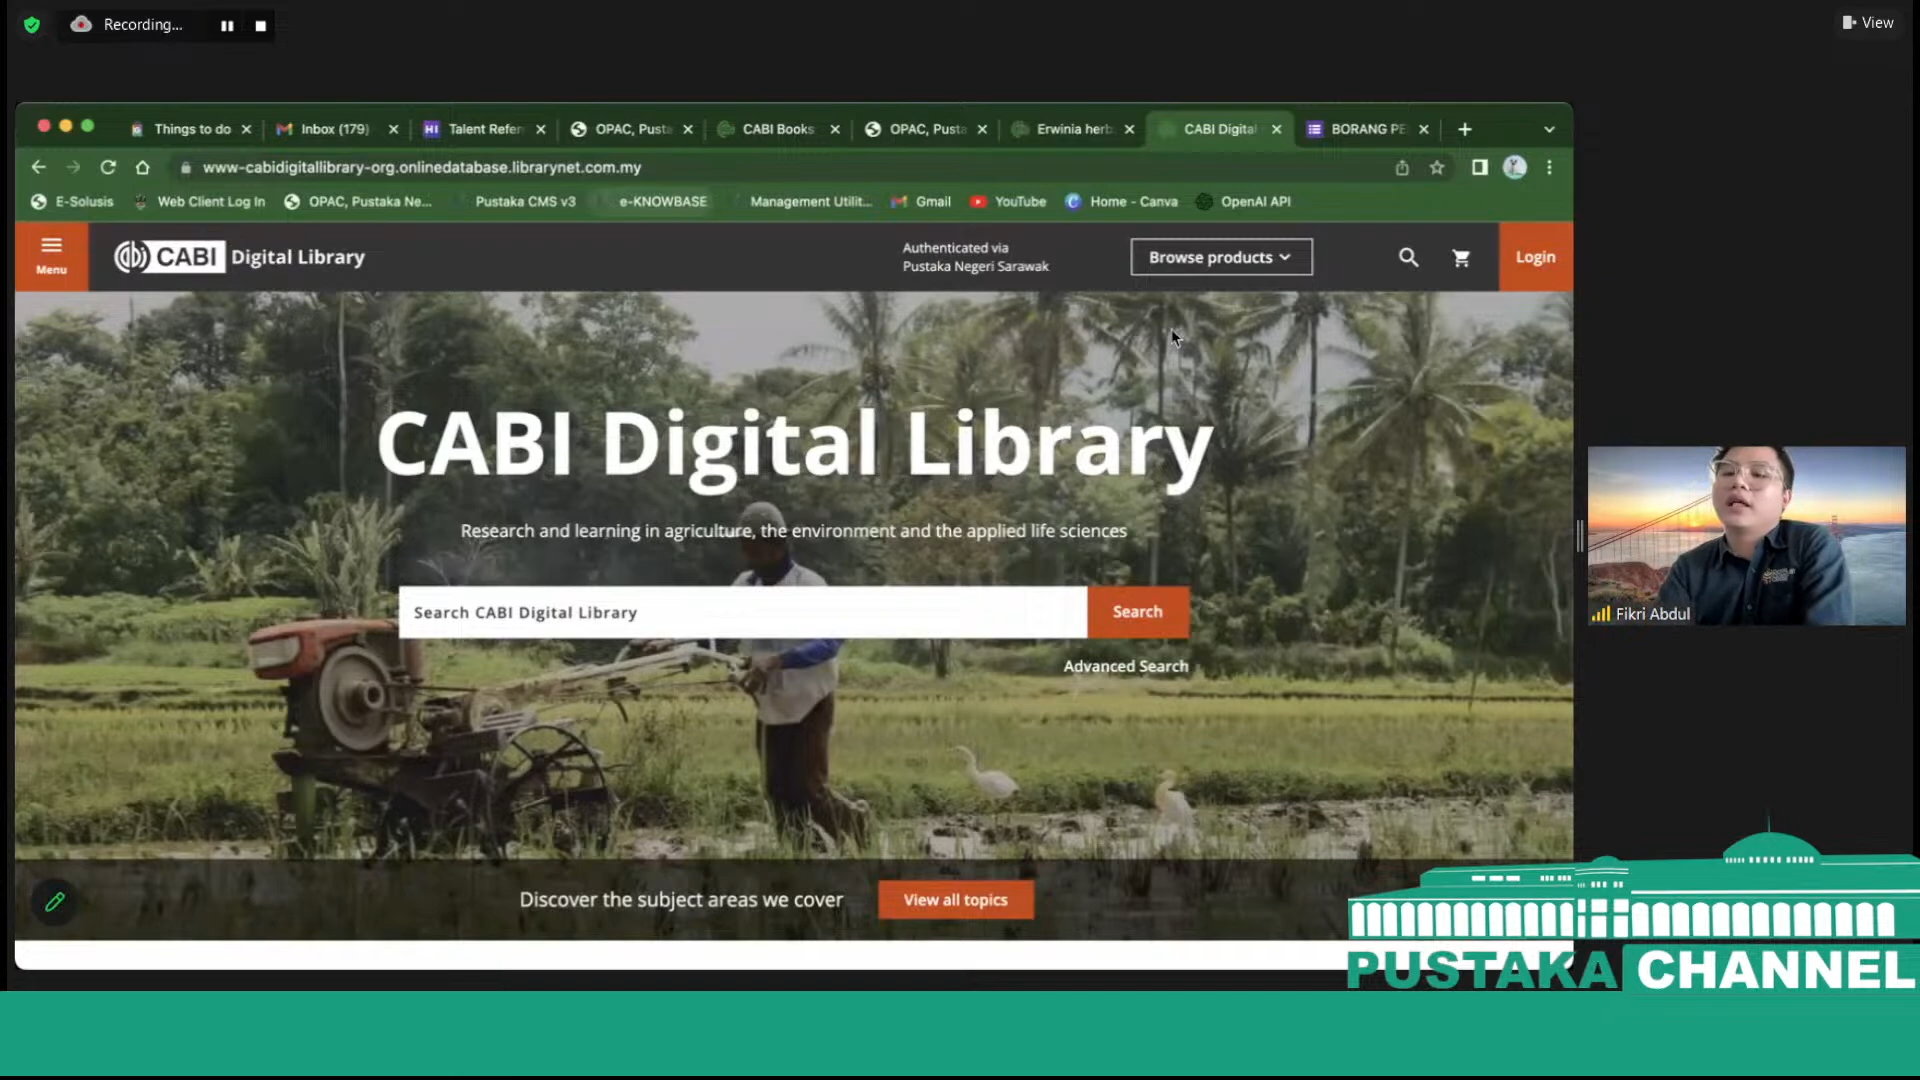 Recording...
View
Things to do
Inbox (179)
Talent Refer
OPAC, Pusta
CABI Books
OPAC, Pusta
Erwinia herb
CABI Digital
BORANG PE
www-cabidigitallibrary-org.onlinedatabase.librarynet.com.my
E-Solusis
Web Client Log In
OPAC, Pustaka Ne...
Pustaka CMS v3
e-KNOWBASE
Management Utilit...
Gmail
YouTube
Home - Canva
OpenAI API
Menu
CABI Digital Library
Authenticated via
Pustaka Negeri Sarawak
Browse products
Login
CABI Digital Library
Research and learning in agriculture, the environment and the applied life sciences
Search CABI Digital Library
Search
Advanced Search
Fikri Abdul
Discover the subject areas we cover
View all topics
PUSTAKA CHANNEL